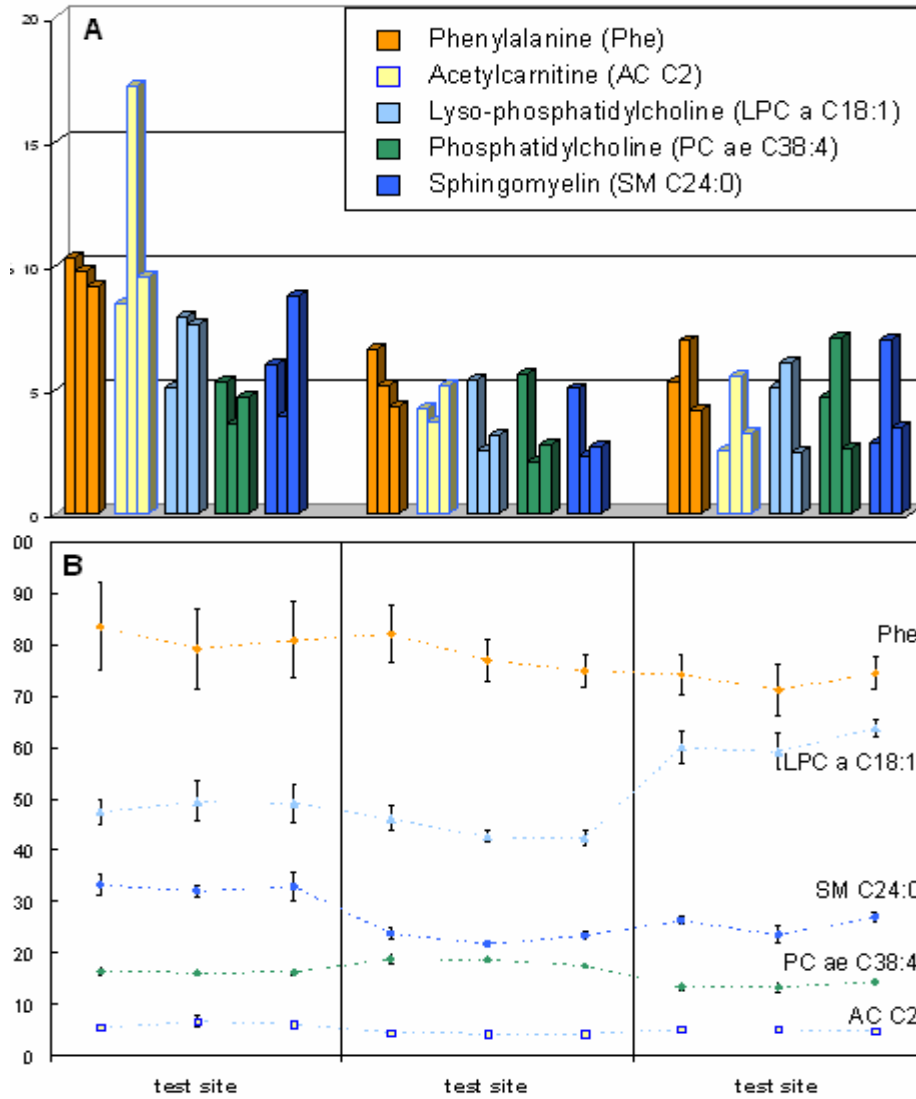 20
A
Phenylalanine (Phe)
Acetylcarnitine (AC C2)
Lyso-phosphatidylcholine (LPC a C18:1)
Phosphatidylcholine (PC ae C38:4)
Sphingomyelin (SM C24:0)
15
10
5
0
00
B
90
80
Phe
70
60
LPC a C18:1
50
40
30
SM C24:0
20
PC ae C38:4
10
AC C2
0
test site
test site
test site